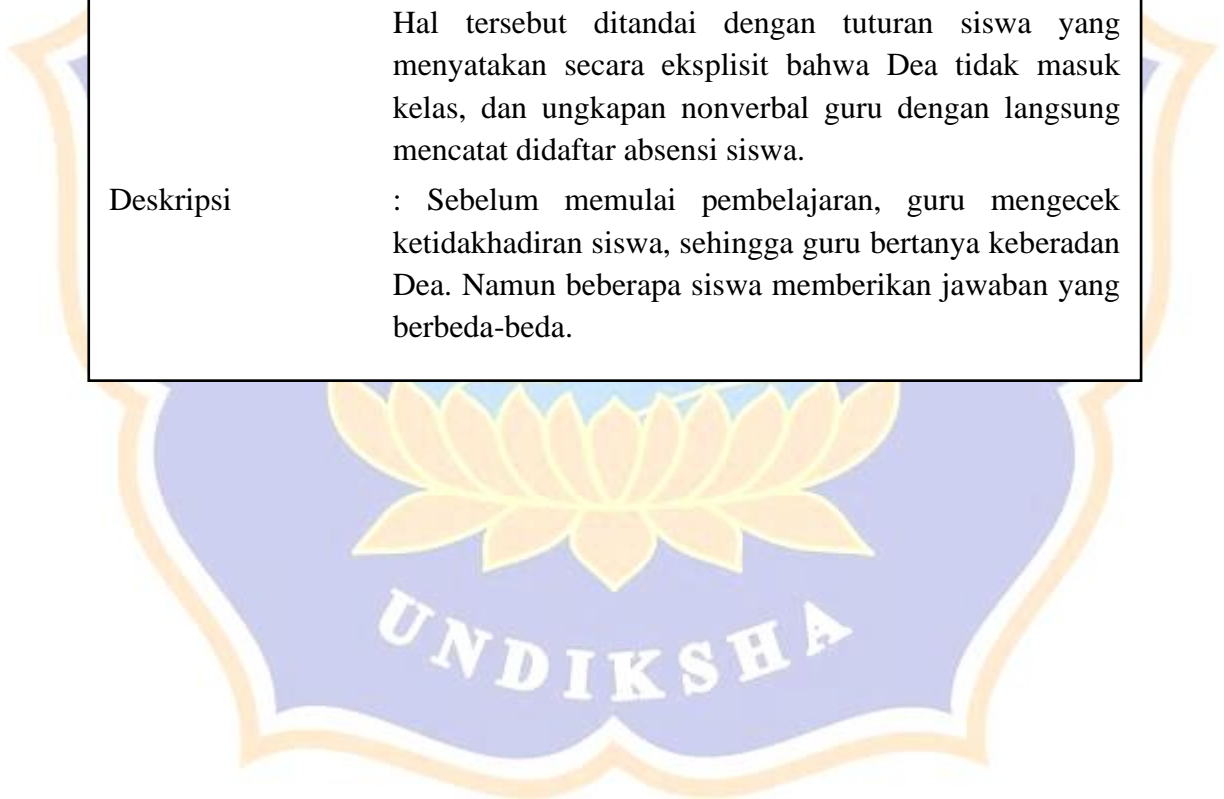 Hal tersebut ditandai dengan tuturan siswa yang
menyatakan secara eksplisit bahwa Dea tidak masuk
kelas, dan ungkapan nonverbal guru dengan langsung
mencatat didaftar absensi siswa.
Deskripsi : Sebelum memulai pembelajaran, guru mengecek
ketidakhadiran siswa, sehingga guru bertanya keberadan
Dea. Namun beberapa siswa memberikan jawaban yang
berbeda-beda.
UNDIKSHA